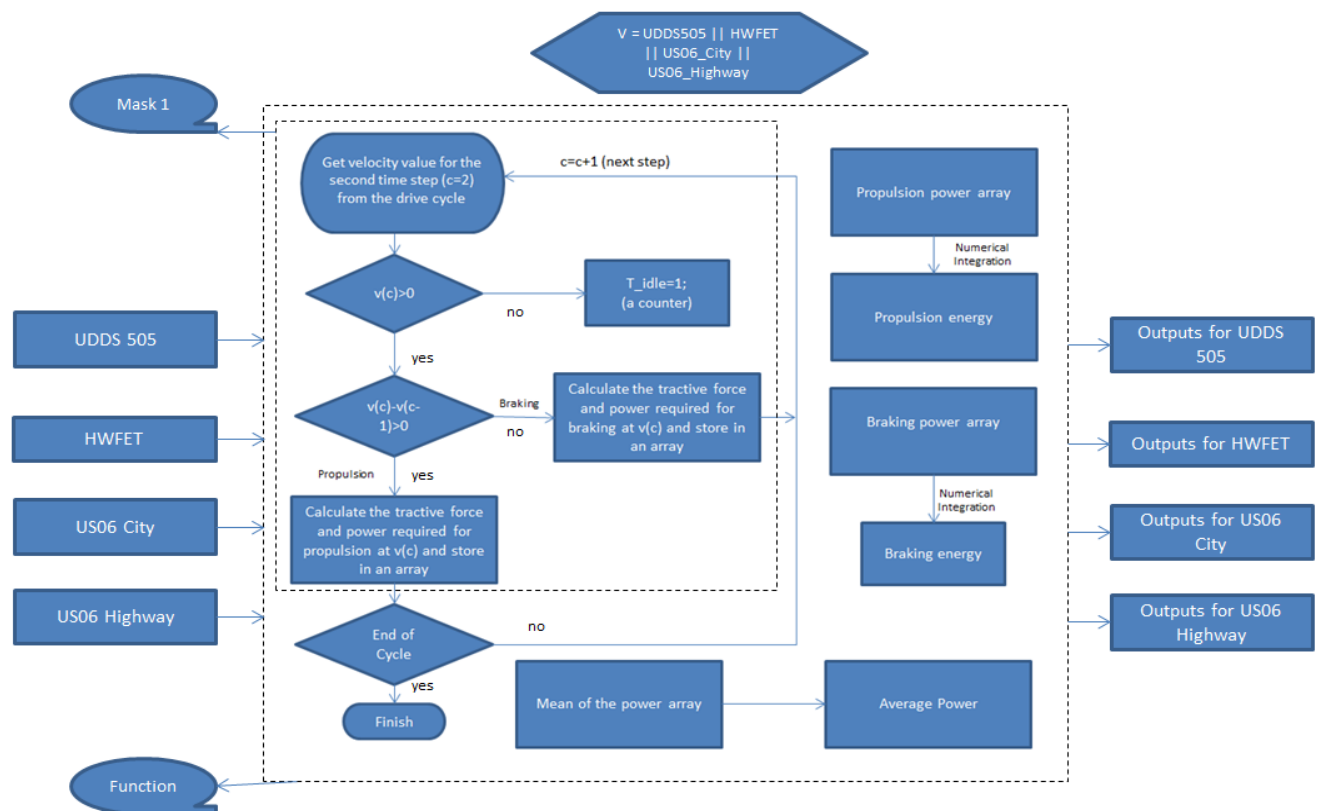 V = UDDS505 || HWFET
|| US06_City ||
US06_Highway
Mask 1
Get velocity value for the
second time step (c=2)
from the drive cycle
c=c+1 (next step)
v(c)>0
no
T_idle=1;
(a counter)
yes
v(c)-v(c-
1)>0
Braking
no
Calculate the tractive force
and power required for
braking at v(c) and store in
an array
Propulsion
yes
Calculate the tractive force
and power required for
propulsion at v(c) and store
in an array
End of
Cycle
no
yes
Finish
Propulsion power array
Numerical
Integration
Propulsion energy
Braking power array
Numerical
Integration
Braking energy
Mean of the power array
Average Power
UDDS 505
HWFET
US06 City
US06 Highway
Outputs for UDDS
505
Outputs for HWFET
Outputs for US06
City
Outputs for US06
Highway
Function